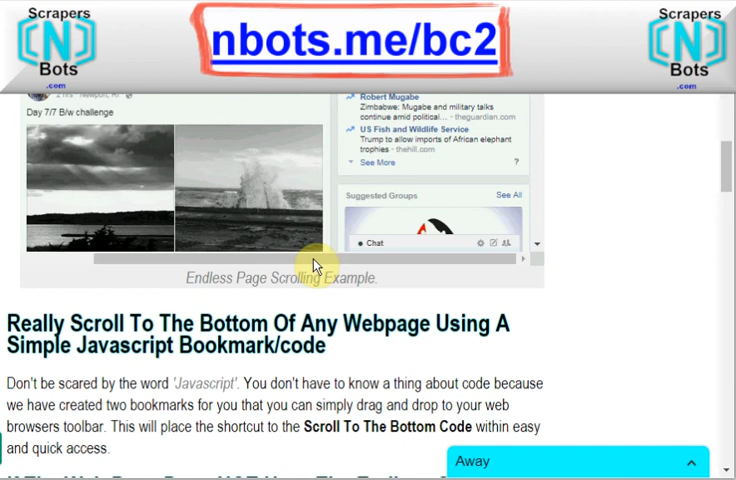 Scrapers
N
Bots
.com
nbots.me/bc2
Scrapers
N
Bots
.com
Day 7/7 B/w challenge
Robert Mugabe
Zimbabwe: Mugabe and military talks
continue amid political... - theguardian.com
US Fish and Wildlife Service
Trump to allow imports of African elephant
trophies - thehill.com
See More ?
Suggested Groups See All
Chat
Endless Page Scrolling Example.
Really Scroll To The Bottom Of Any Webpage Using A
Simple Javascript Bookmark/code
Don't be scared by the word 'Javascript'. You don't have to know a thing about code because
we have created two bookmarks for you that you can simply drag and drop to your web
browsers toolbar. This will place the shortcut to the Scroll To The Bottom Code within easy
and quick access.
Away